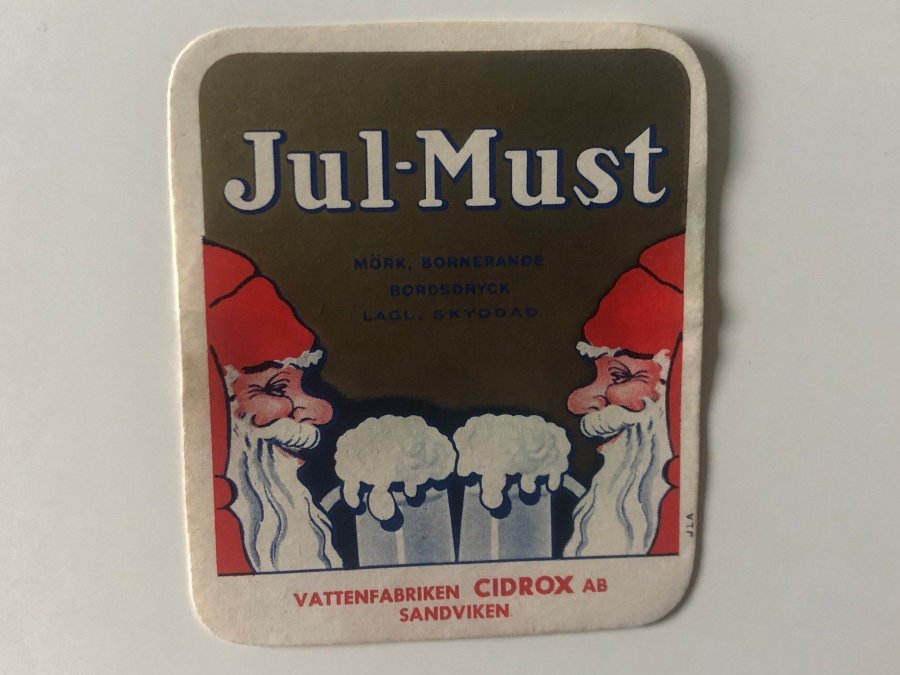 Jul-Must
MÖRK, BORNERANDE
BORDSDRYCK
LAGL. SKYDDAD
JLA
VATTENFABRIKEN CIDROX AB
SANDVIKEN.